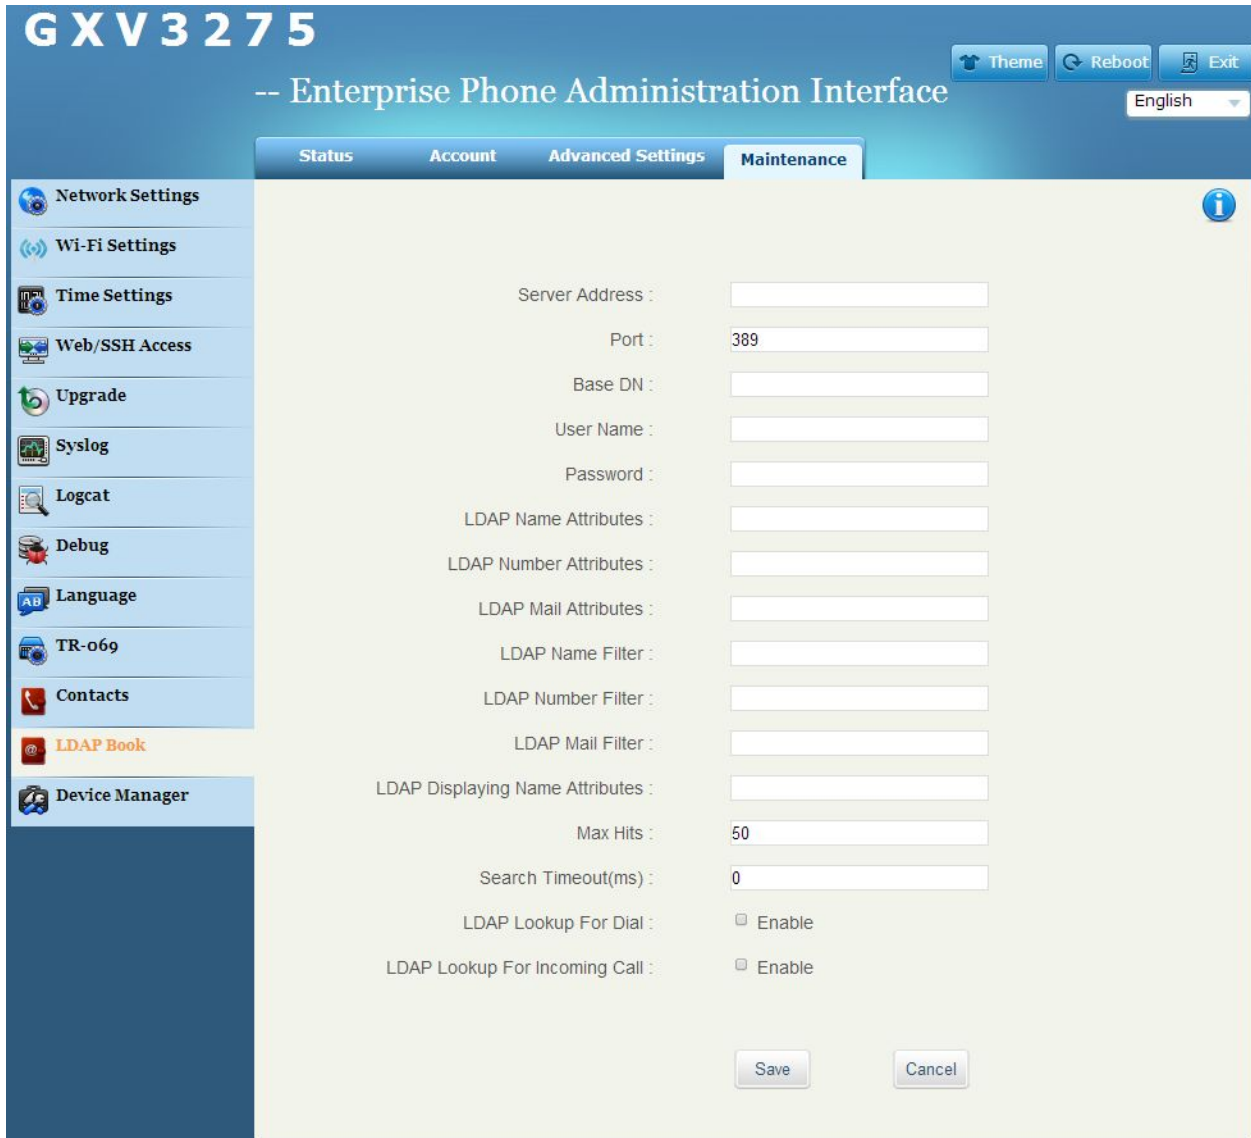 GXV3275
Theme Reboot Exit
-- Enterprise Phone Administration Interface
English
Status Account Advanced Settings Maintenance
Network Settings
Wi-Fi Settings
Time Settings
Web/SSH Access
Upgrade
Syslog
Logcat
Debug
Language
TR-069
Contacts
LDAP Book
Device Manager
Server Address :
Port : 389
Base DN :
User Name :
Password :
LDAP Name Attributes :
LDAP Number Attributes :
LDAP Mail Attributes :
LDAP Name Filter :
LDAP Number Filter :
LDAP Mail Filter :
LDAP Displaying Name Attributes :
Max Hits : 50
Search Timeout(ms) : 0
LDAP Lookup For Dial : Enable
LDAP Lookup For Incoming Call : Enable
Save Cancel